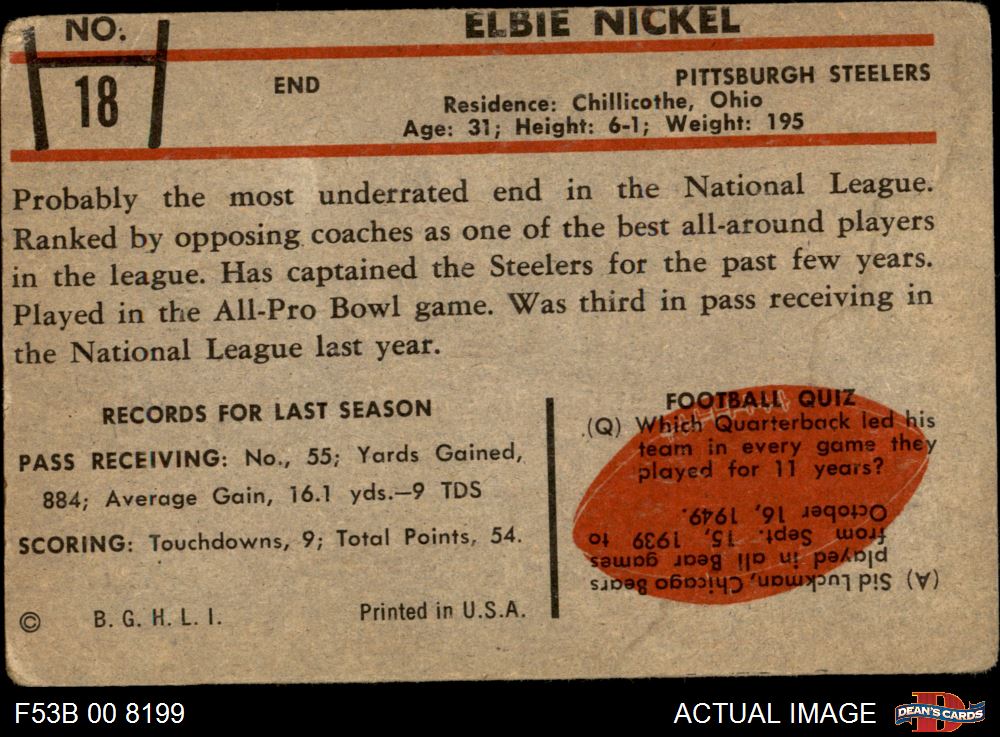 NO.
18
ELBIE NICKEL
END
PITTSBURGH STEELERS
Residence: Chillicothe, Ohio
Age: 31; Height: 6-1; Weight: 195
Probably the most underrated end in the National League.
Ranked by opposing coaches as one of the best all-around players
in the league. Has captained the Steelers for the past few years.
Played in the All-Pro Bowl game. Was third in pass receiving in
the National League last year.
RECORDS FOR LAST SEASON
PASS RECEIVING: No., 55; Yards Gained,
884; Average Gain, 16.1 yds.—9 TDS
SCORING: Touchdowns, 9; Total Points, 54.
© B. G. H. L. I. Printed in U.S.A.
FOOTBALL QUIZ
(Q) Which Quarterback led his
team in every game they
played for 11 years?
(A) Sid Luckman, Chicago Bears
played in all Bear games
from Sept. 15, 1939 to
October 16, 1949.
F53B 00 8199
ACTUAL IMAGE
DEAN'S CARDS